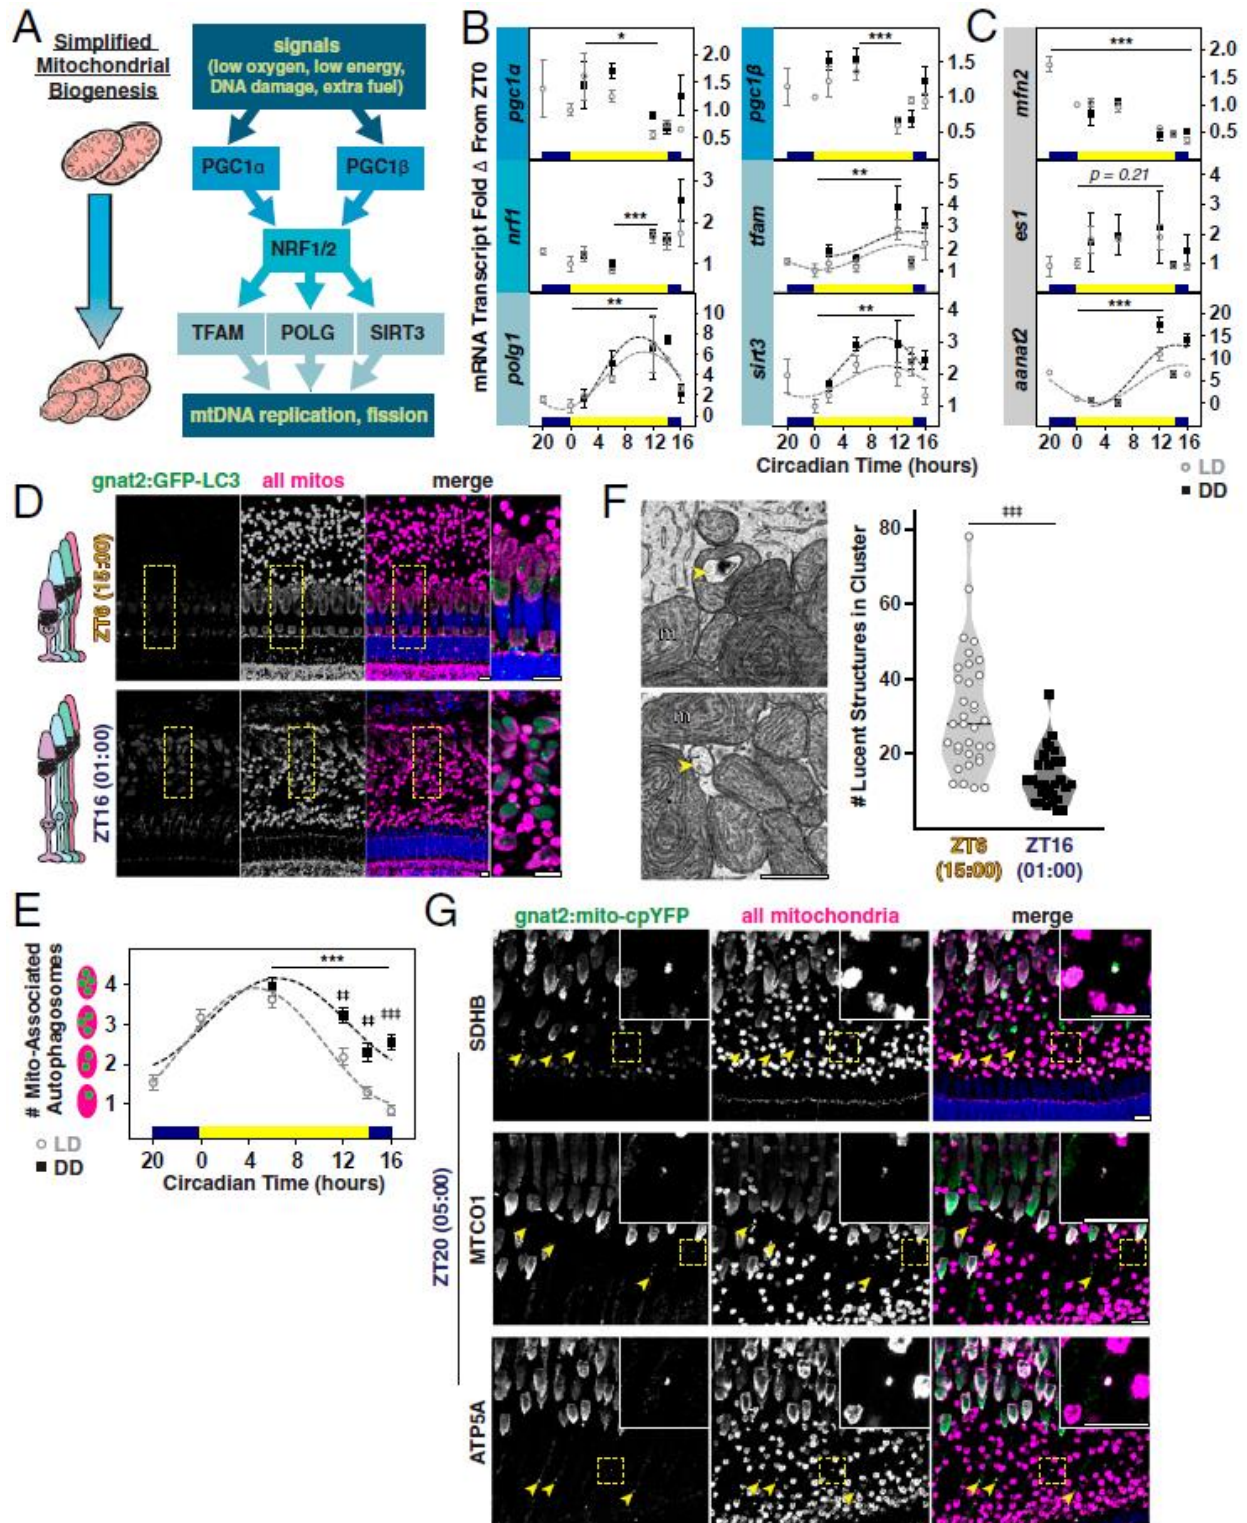 A
Simplified
Mitochondrial
Biogenesis
signals
(low oxygen, low energy,
DNA damage, extra fuel)
PGC1α
PGC1β
NRF1/2
TFAM
POLG
SIRT3
mtDNA replication, fission
B
mRNA Transcript Fold Δ From ZT0
pgc1α
*
2.0
1.5
1.0
0.5
nrf1
***
3
2
1
polg1
**
10
8
6
4
2
0
20 0 4 8 12 16
pgc1β
***
1.5
1.0
0.5
tfam
**
5
4
3
2
1
sirt3
**
4
3
2
1
20 0 4 8 12 16
Circadian Time (hours)
C
mfn2
***
2.0
1.5
1.0
0.5
es1
p = 0.21
4
3
2
1
0
aanat2
***
20
15
10
5
0
20 0 4 8 12 16
LD
DD
D
gnat2:GFP-LC3 all mitos merge
ZT6 (15:00)
ZT16 (01:00)
E
# Mito-Associated
Autophagosomes
4
3
2
1
***
‡‡
‡‡
‡‡‡
LD
DD
20 0 4 8 12 16
Circadian Time (hours)
F
m
m
# Lucent Structures in Cluster
80
60
40
20
‡‡‡
ZT6 ZT16
(15:00) (01:00)
G
gnat2:mito-cpYFP all mitochondria merge
ZT20 (05:00)
SDHB
MTCO1
ATP5A